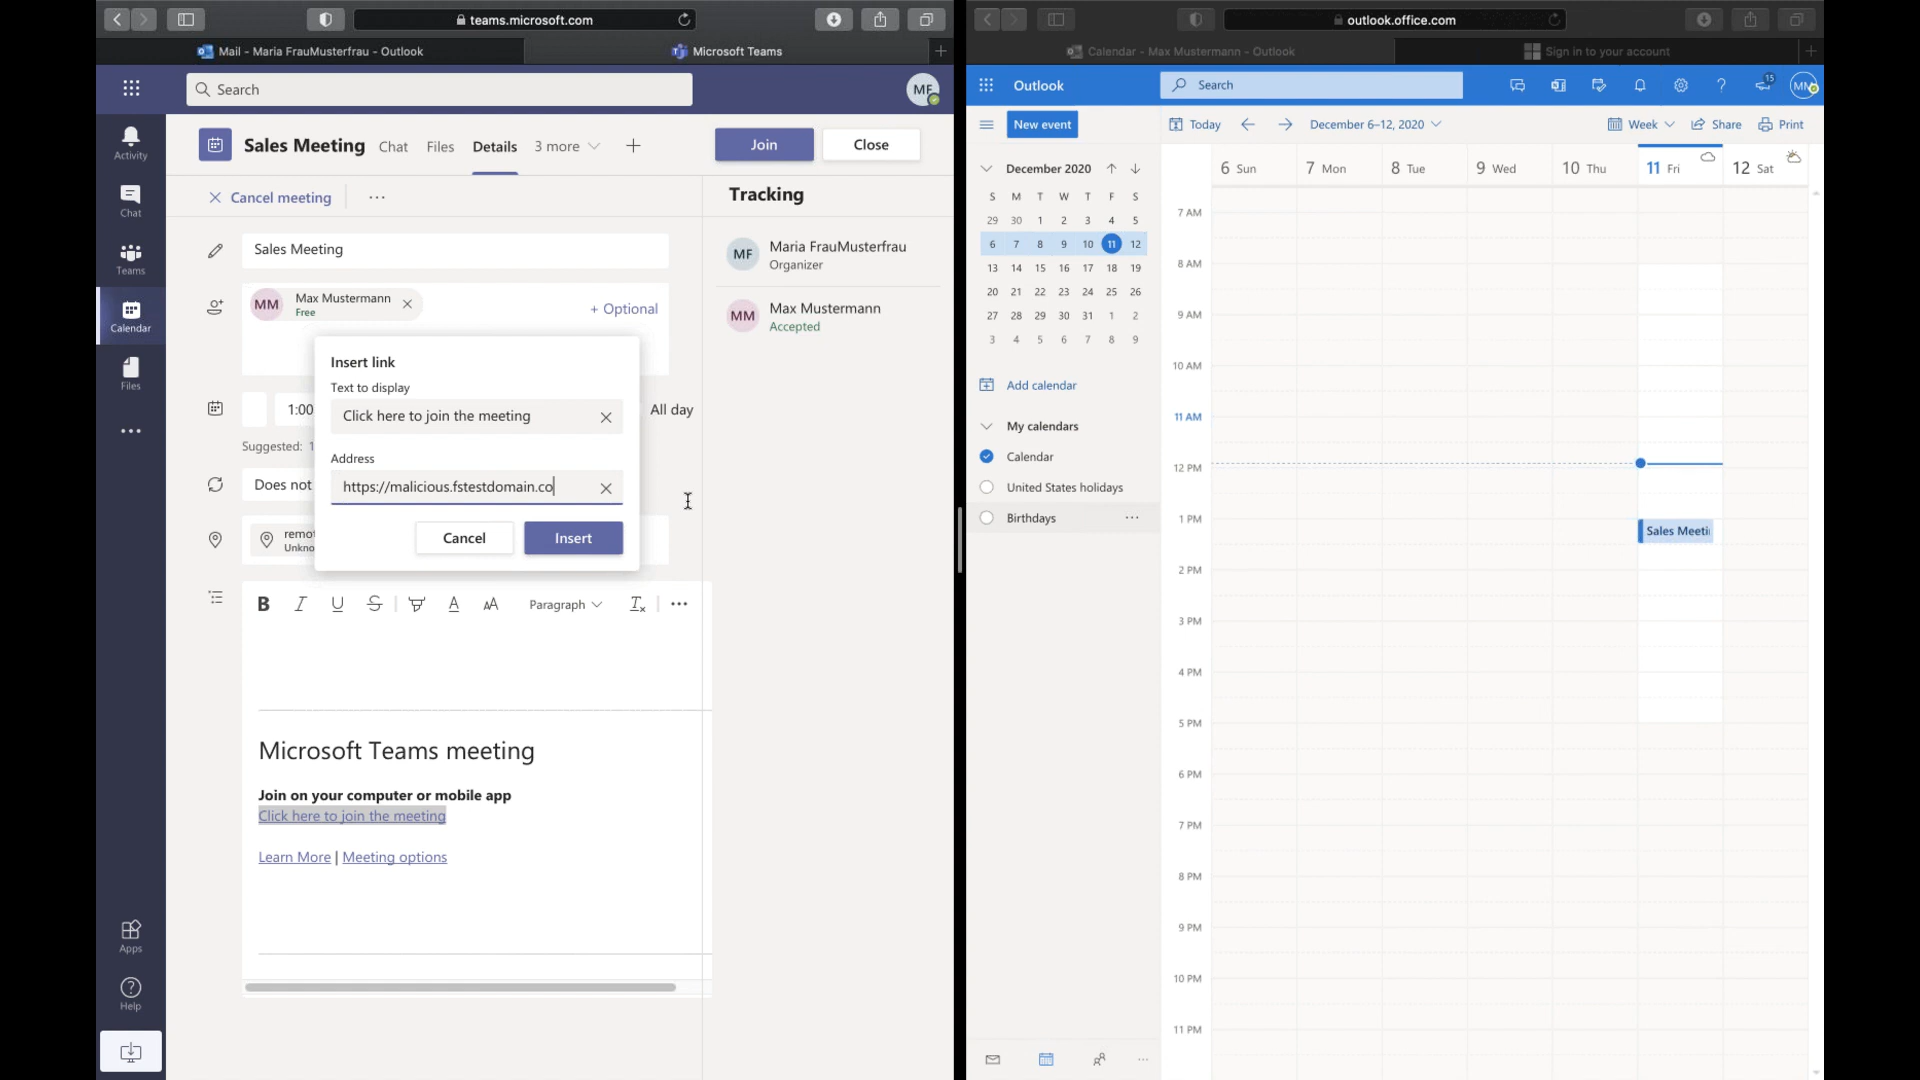 teams.microsoft.com
Mail - Maria FrauMusterfrau - Outlook
Microsoft Teams
Search
MF
Activity
Chat
Teams
Calendar
Files
Apps
Help
Sales Meeting
Chat
Files
Details
3 more
Join
Close
Cancel meeting
Sales Meeting
MM
Max Mustermann
Free
+ Optional
Insert link
Text to display
Click here to join the meeting
Address
https://malicious.fstestdomain.co
Cancel
Insert
1:00
All day
Suggested: 1
Does not
remot
Unkno
B I U S A AA Paragraph
Microsoft Teams meeting
Join on your computer or mobile app
Click here to join the meeting
Learn More | Meeting options
Tracking
MF
Maria FrauMusterfrau
Organizer
MM
Max Mustermann
Accepted
outlook.office.com
Calendar - Max Mustermann - Outlook
Sign in to your account
Outlook
Search
15
MM
New event
Today
December 6–12, 2020
Week
Share
Print
December 2020
S M T W T F S
29 30 1 2 3 4 5
6 7 8 9 10 11 12
13 14 15 16 17 18 19
20 21 22 23 24 25 26
27 28 29 30 31 1 2
3 4 5 6 7 8 9
Add calendar
My calendars
Calendar
United States holidays
Birthdays
6 Sun
7 Mon
8 Tue
9 Wed
10 Thu
11 Fri
12 Sat
7 AM
8 AM
9 AM
10 AM
11 AM
12 PM
1 PM
Sales Meeti
2 PM
3 PM
4 PM
5 PM
6 PM
7 PM
8 PM
9 PM
10 PM
11 PM